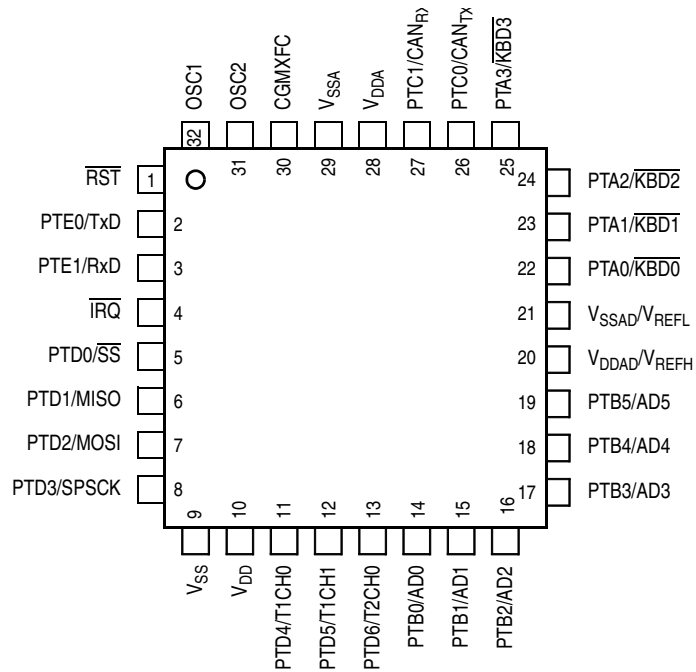 OSC1
OSC2
CGMXFC
VSSA
VDDA
PTC1/CANRX
PTC0/CANTX
PTA3/KBD3
32
31
30
29
28
27
26
25
RST 1
PTE0/TxD 2
PTE1/RxD 3
IRQ 4
PTD0/SS 5
PTD1/MISO 6
PTD2/MOSI 7
PTD3/SPSCK 8
24 PTA2/KBD2
23 PTA1/KBD1
22 PTA0/KBD0
21 VSSAD/VREFL
20 VDDAD/VREFH
19 PTB5/AD5
18 PTB4/AD4
17 PTB3/AD3
9
10
11
12
13
14
15
16
VSS
VDD
PTD4/T1CH0
PTD5/T1CH1
PTD6/T2CH0
PTB0/AD0
PTB1/AD1
PTB2/AD2